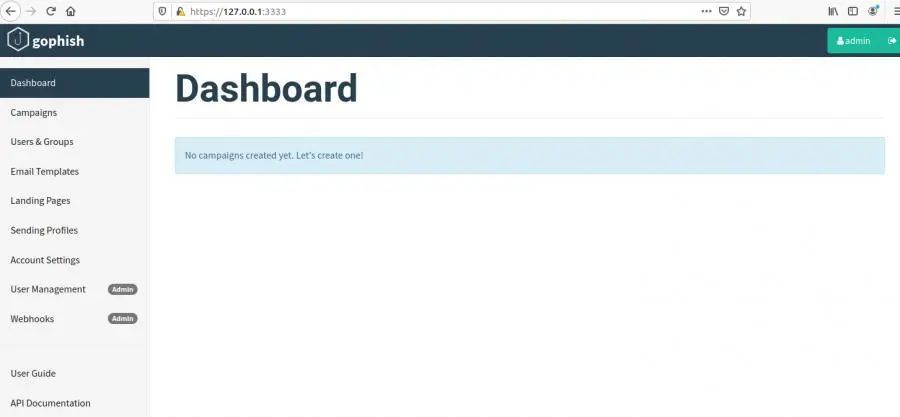 https://127.0.0.1:3333
gophish
admin
Dashboard
Campaigns
Users & Groups
Email Templates
Landing Pages
Sending Profiles
Account Settings
User Management Admin
Webhooks Admin
User Guide
API Documentation
Dashboard
No campaigns created yet. Let's create one!